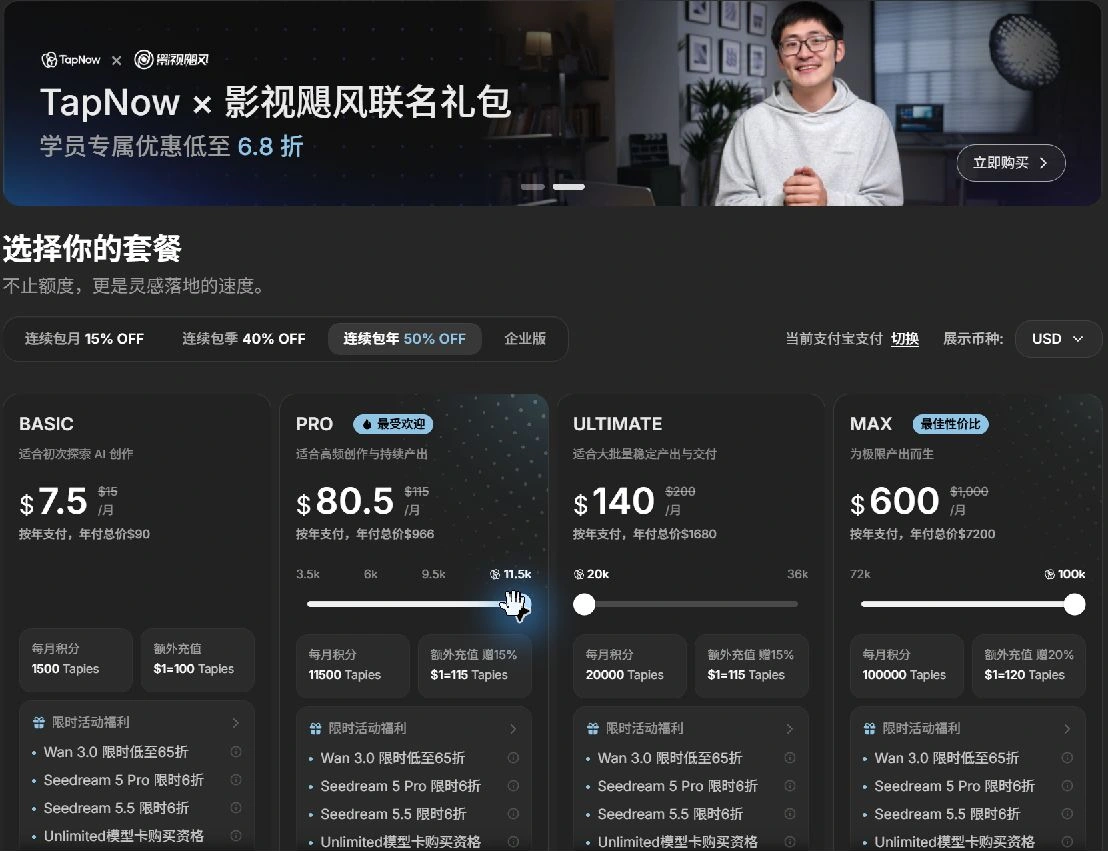 TapNow × 影视飓风
TapNow × 影视飓风联名礼包
学员专属优惠低至 6.8 折
立即购买
选择你的套餐
不止额度，更是灵感落地的速度。
连续包月 15% OFF 连续包季 40% OFF 连续包年 50% OFF 企业版
当前支付宝支付 切换 展示币种: USD
BASIC
适合初次探索 AI 创作
$7.5 $15 /月
按年支付，年付总价$90
每月积分
1500 Tapies
额外充值
$1=100 Tapies
限时活动福利
• Wan 3.0 限时低至65折
• Seedream 5 Pro 限时6折
• Seedream 5.5 限时6折
• Unlimited模型卡购买资格
PRO 最受欢迎
适合高频创作与持续产出
$80.5 $115 /月
按年支付，年付总价$966
3.5k 6k 9.5k 11.5k
每月积分
11500 Tapies
额外充值 赠15%
$1=115 Tapies
限时活动福利
• Wan 3.0 限时低至65折
• Seedream 5 Pro 限时6折
• Seedream 5.5 限时6折
• Unlimited模型卡购买资格
ULTIMATE
适合大批量稳定产出与交付
$140 $200 /月
按年支付，年付总价$1680
20k 36k
每月积分
20000 Tapies
额外充值 赠15%
$1=115 Tapies
限时活动福利
• Wan 3.0 限时低至65折
• Seedream 5 Pro 限时6折
• Seedream 5.5 限时6折
• Unlimited模型卡购买资格
MAX 最佳性价比
为极限产出而生
$600 $1,000 /月
按年支付，年付总价$7200
72k 100k
每月积分
100000 Tapies
额外充值 赠20%
$1=120 Tapies
限时活动福利
• Wan 3.0 限时低至65折
• Seedream 5 Pro 限时6折
• Seedream 5.5 限时6折
• Unlimited模型卡购买资格